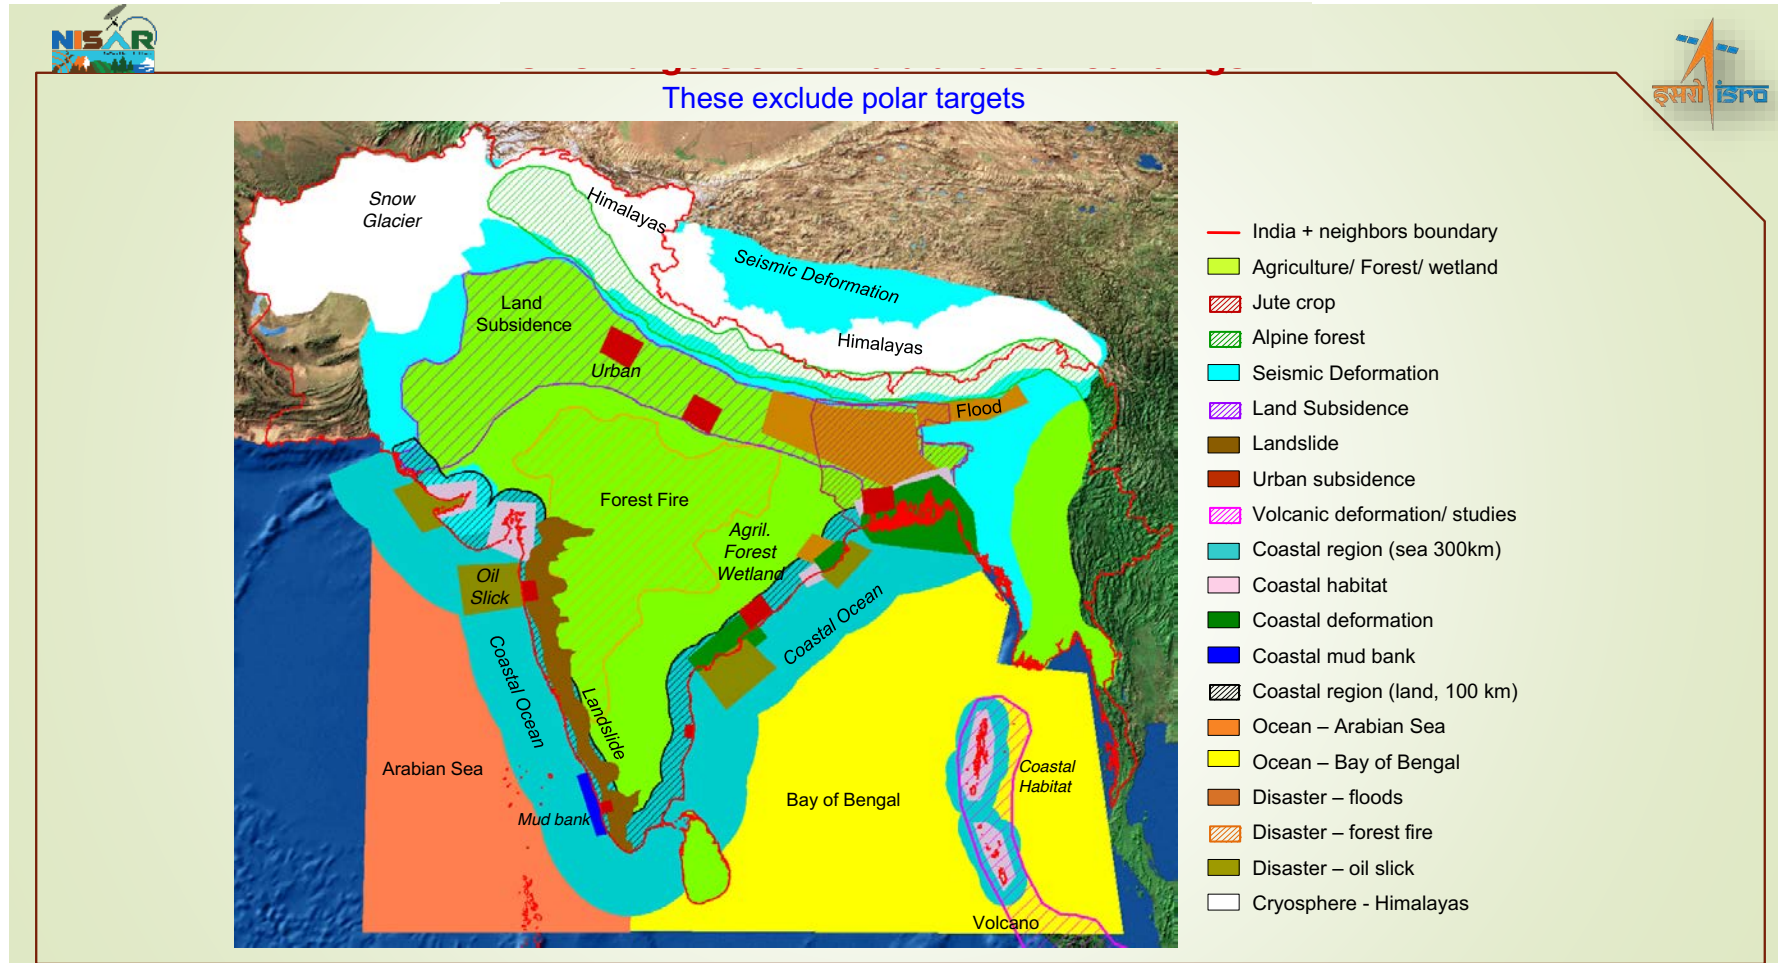 NISAR
इसरो isro
These exclude polar targets
Snow
Glacier
Himalayas
Seismic Deformation
Land
Subsidence
Himalayas
Urban
Flood
Forest Fire
Agril.
Forest
Wetland
Oil
Slick
Coastal Ocean
Coastal Ocean
Landslide
Arabian Sea
Mud bank
Bay of Bengal
Coastal
Habitat
Volcano
India + neighbors boundary
Agriculture/ Forest/ wetland
Jute crop
Alpine forest
Seismic Deformation
Land Subsidence
Landslide
Urban subsidence
Volcanic deformation/ studies
Coastal region (sea 300km)
Coastal habitat
Coastal deformation
Coastal mud bank
Coastal region (land, 100 km)
Ocean – Arabian Sea
Ocean – Bay of Bengal
Disaster – floods
Disaster – forest fire
Disaster – oil slick
Cryosphere - Himalayas